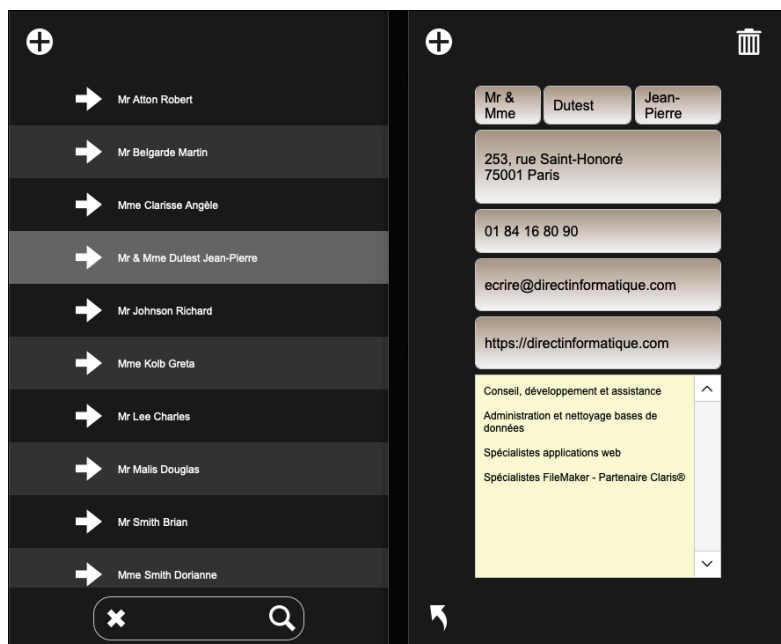 Mr Atton Robert
Mr Belgarde Martin
Mme Clarisse Angèle
Mr & Mme Dutest Jean-Pierre
Mr Johnson Richard
Mme Kolb Greta
Mr Lee Charles
Mr Malis Douglas
Mr Smith Brian
Mme Smith Dorianne
Mr &
Mme
Dutest
Jean-
Pierre
253, rue Saint-Honoré
75001 Paris
01 84 16 80 90
ecrire@directinformatique.com
https://directinformatique.com
Conseil, développement et assistance
Administration et nettoyage bases de
données
Spécialistes applications web
Spécialistes FileMaker - Partenaire Claris®